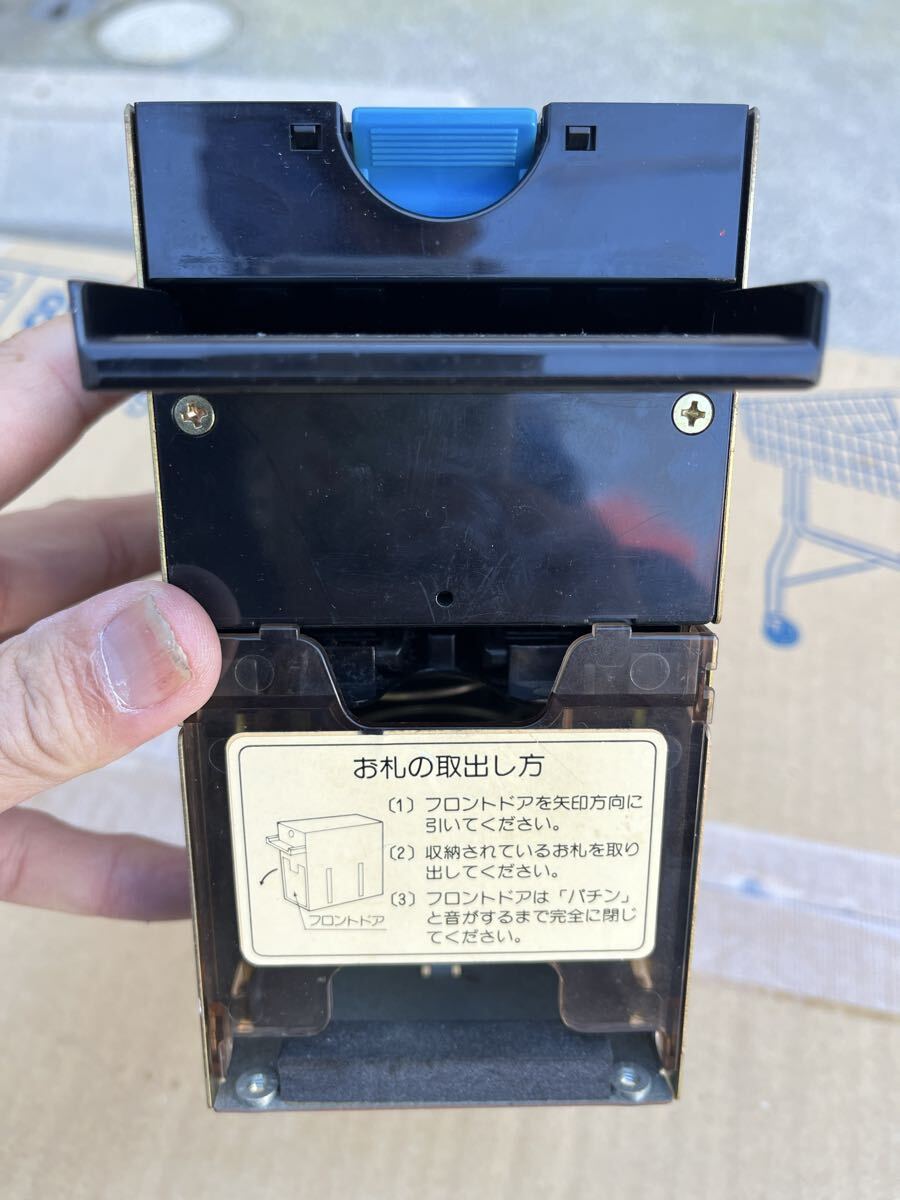 お札の取出し方
(1) フロントドアを矢印方向に
引いてください。
(2) 収納されているお札を取り
出してください。
(3) フロントドアは「パチン」
と音がするまで完全に閉じ
てください。
フロントドア